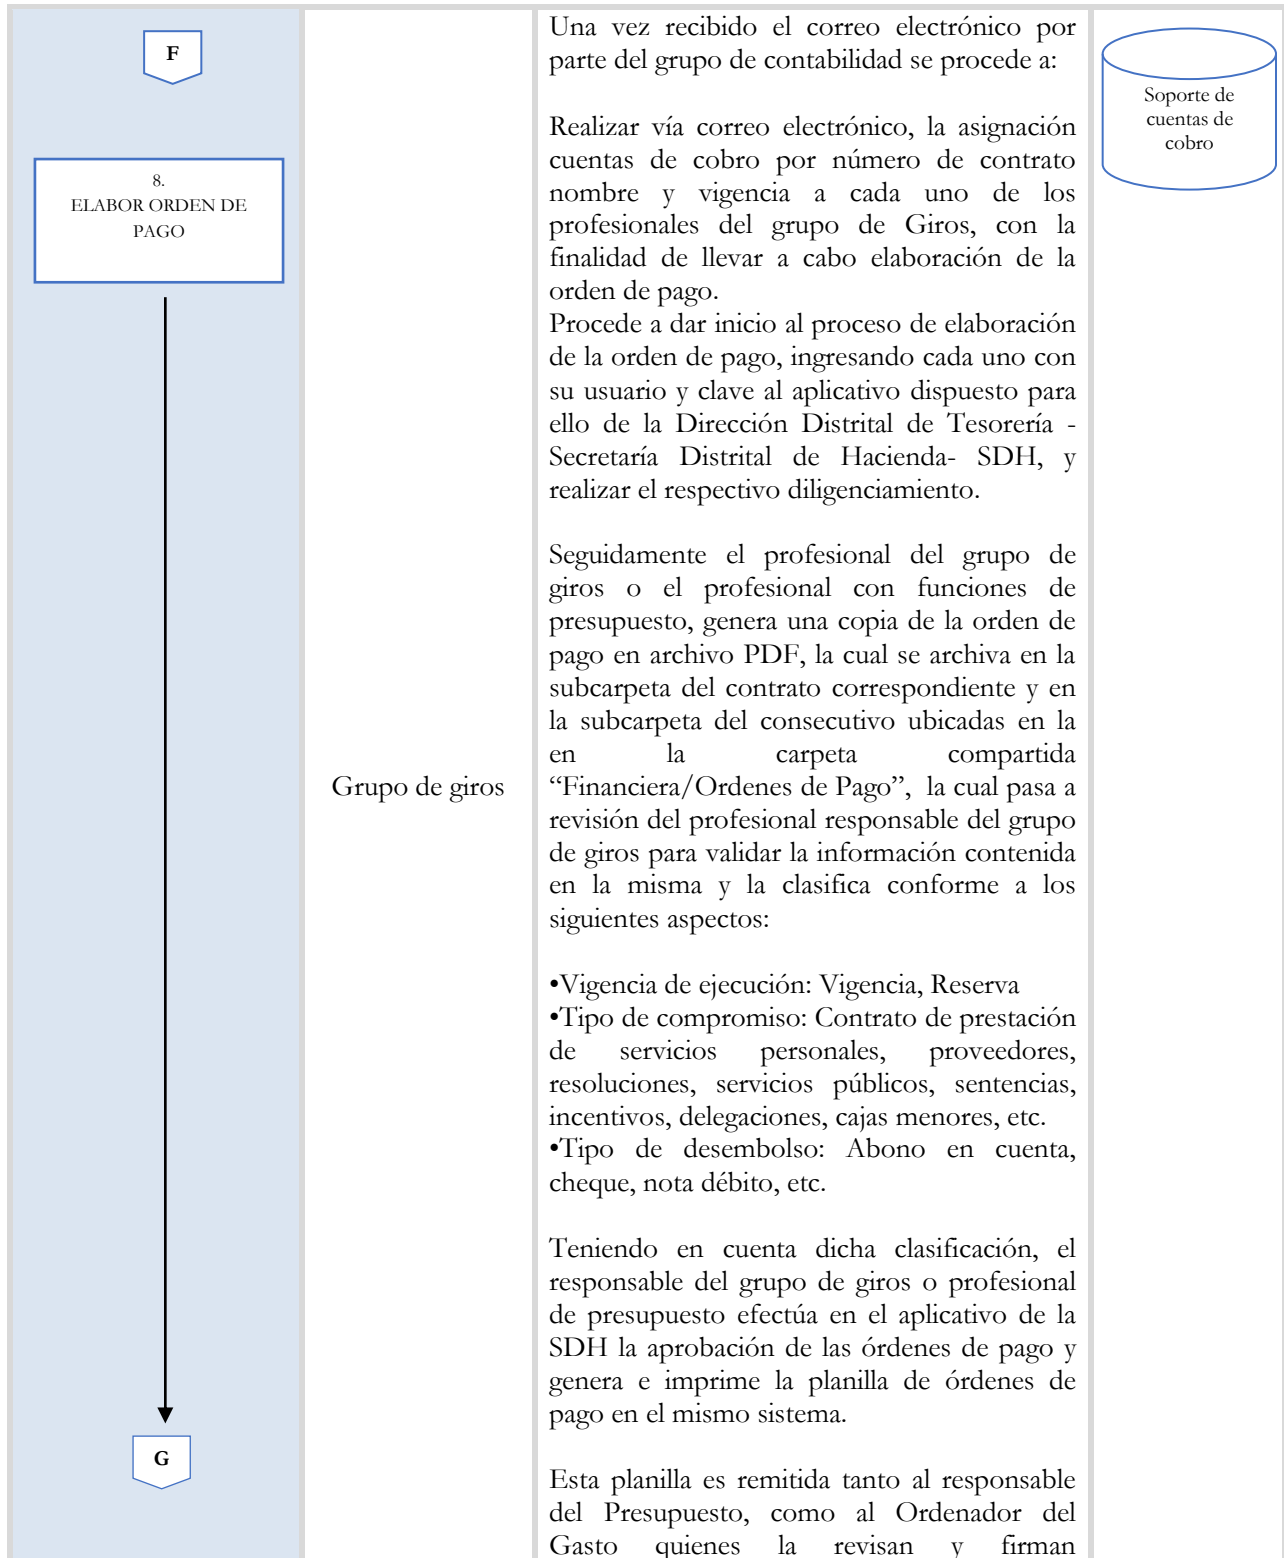 F
8.
ELABOR ORDEN DE
PAGO
G
Grupo de giros
Una vez recibido el correo electrónico por
parte del grupo de contabilidad se procede a:
Realizar vía correo electrónico, la asignación
cuentas de cobro por número de contrato
nombre y vigencia a cada uno de los
profesionales del grupo de Giros, con la
finalidad de llevar a cabo elaboración de la
orden de pago.
Procede a dar inicio al proceso de elaboración
de la orden de pago, ingresando cada uno con
su usuario y clave al aplicativo dispuesto para
ello de la Dirección Distrital de Tesorería -
Secretaría Distrital de Hacienda- SDH, y
realizar el respectivo diligenciamiento.
Seguidamente el profesional del grupo de
giros o el profesional con funciones de
presupuesto, genera una copia de la orden de
pago en archivo PDF, la cual se archiva en la
subcarpeta del contrato correspondiente y en
la subcarpeta del consecutivo ubicadas en la
en la carpeta compartida
“Financiera/Ordenes de Pago”, la cual pasa a
revisión del profesional responsable del grupo
de giros para validar la información contenida
en la misma y la clasifica conforme a los
siguientes aspectos:
•Vigencia de ejecución: Vigencia, Reserva
•Tipo de compromiso: Contrato de prestación
de servicios personales, proveedores,
resoluciones, servicios públicos, sentencias,
incentivos, delegaciones, cajas menores, etc.
•Tipo de desembolso: Abono en cuenta,
cheque, nota débito, etc.
Teniendo en cuenta dicha clasificación, el
responsable del grupo de giros o profesional
de presupuesto efectúa en el aplicativo de la
SDH la aprobación de las órdenes de pago y
genera e imprime la planilla de órdenes de
pago en el mismo sistema.
Esta planilla es remitida tanto al responsable
del Presupuesto, como al Ordenador del
Gasto quienes la revisan y firman
Soporte de
cuentas de
cobro